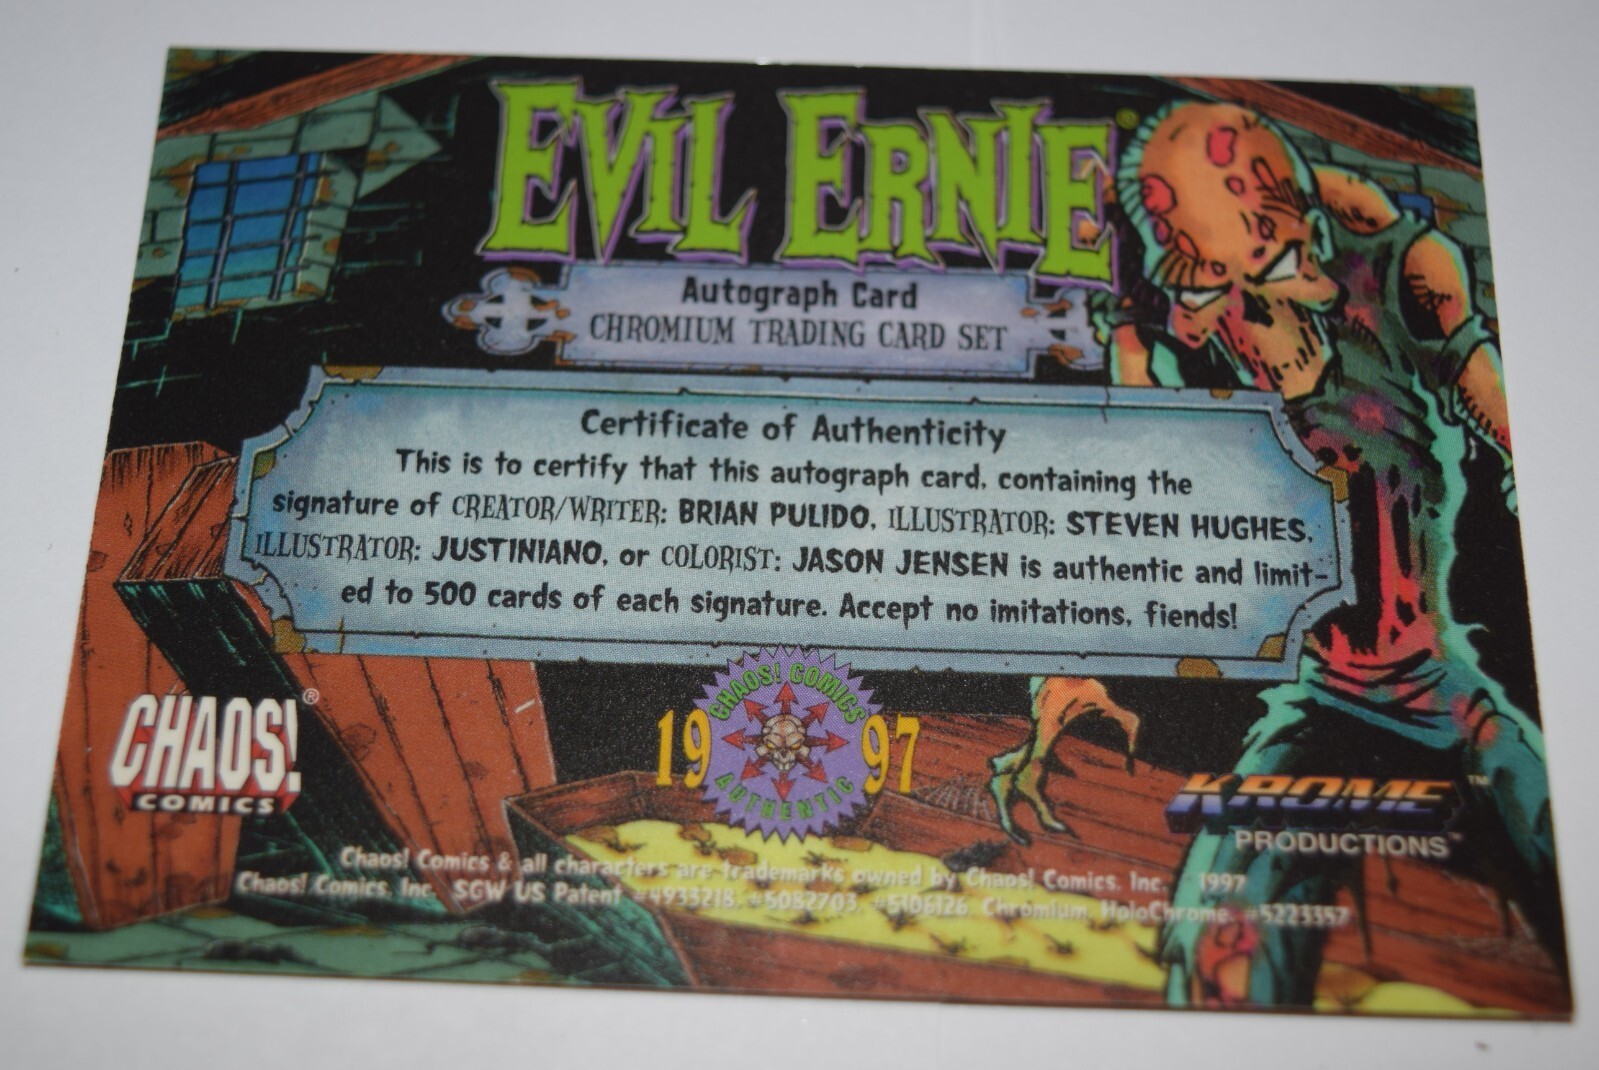 EVIL ERNIE®
Autograph Card
CHROMIUM TRADING CARD SET
Certificate of Authenticity
This is to certify that this autograph card, containing the
signature of CREATOR/WRITER: BRIAN PULIDO, ILLUSTRATOR: STEVEN HUGHES,
ILLUSTRATOR: JUSTINIANO, or COLORIST: JASON JENSEN is authentic and limit-
ed to 500 cards of each signature. Accept no imitations, fiends!
CHAOS!®
COMICS
19
CHAOS! COMICS
AUTHENTIC
97
KROME™
PRODUCTIONS™
Chaos! Comics & all characters are trademarks owned by Chaos! Comics, Inc. 1997
Chaos! Comics, Inc. SGW US Patent #4933218, #5082703, #5106126, Chromium, HoloChrome, #5223357